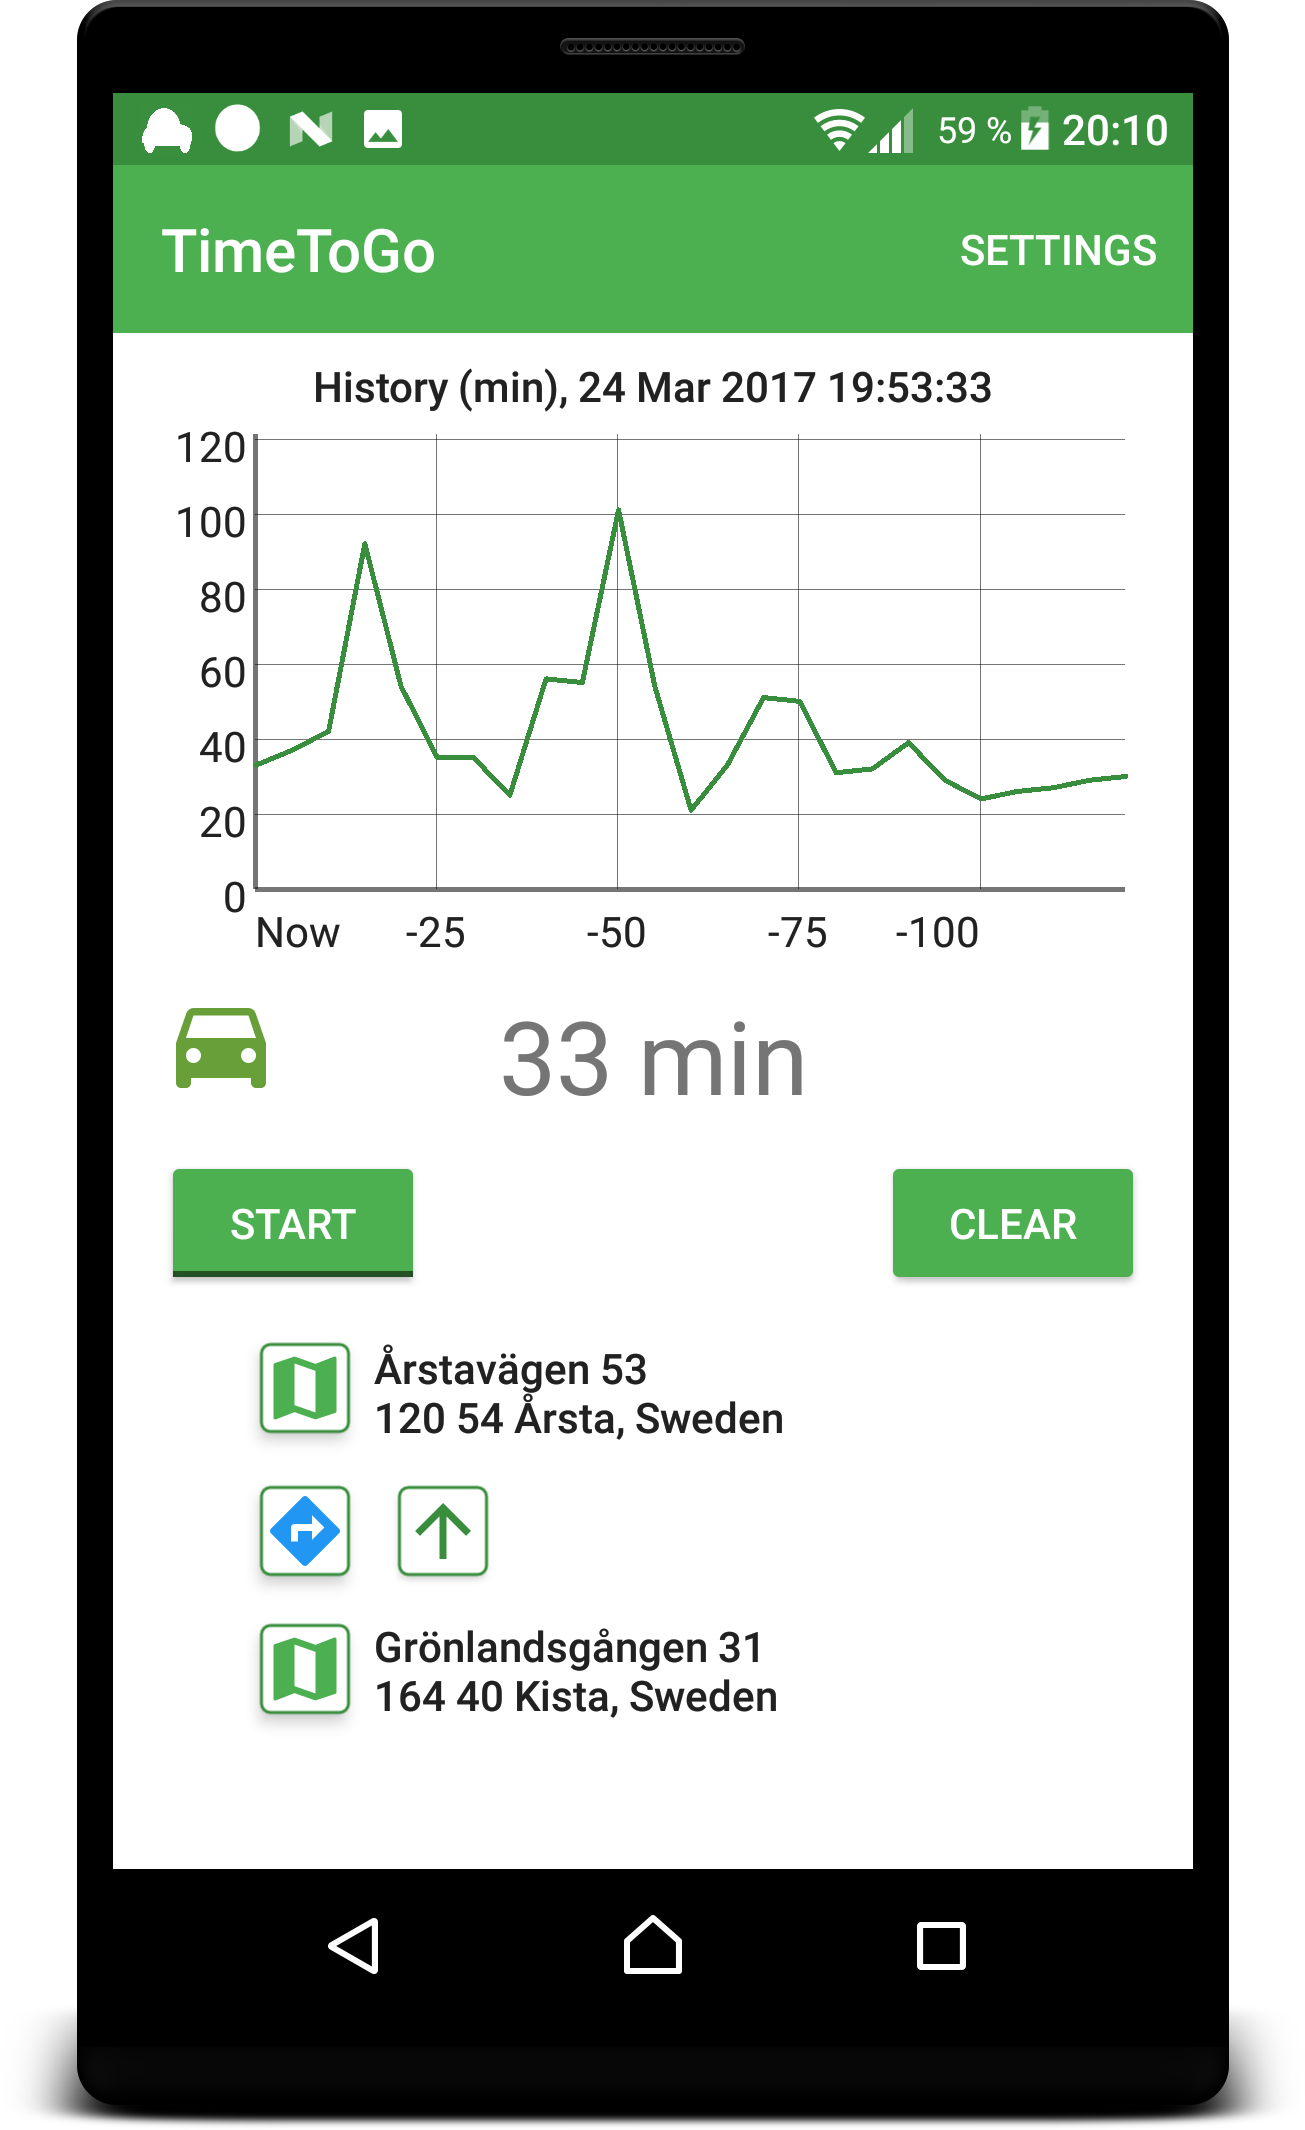 59 % 20:10
TimeToGo SETTINGS
History (min), 24 Mar 2017 19:53:33
120
100
80
60
40
20
0
Now -25 -50 -75 -100
33 min
START CLEAR
Årstavägen 53
120 54 Årsta, Sweden
Grönlandsgången 31
164 40 Kista, Sweden